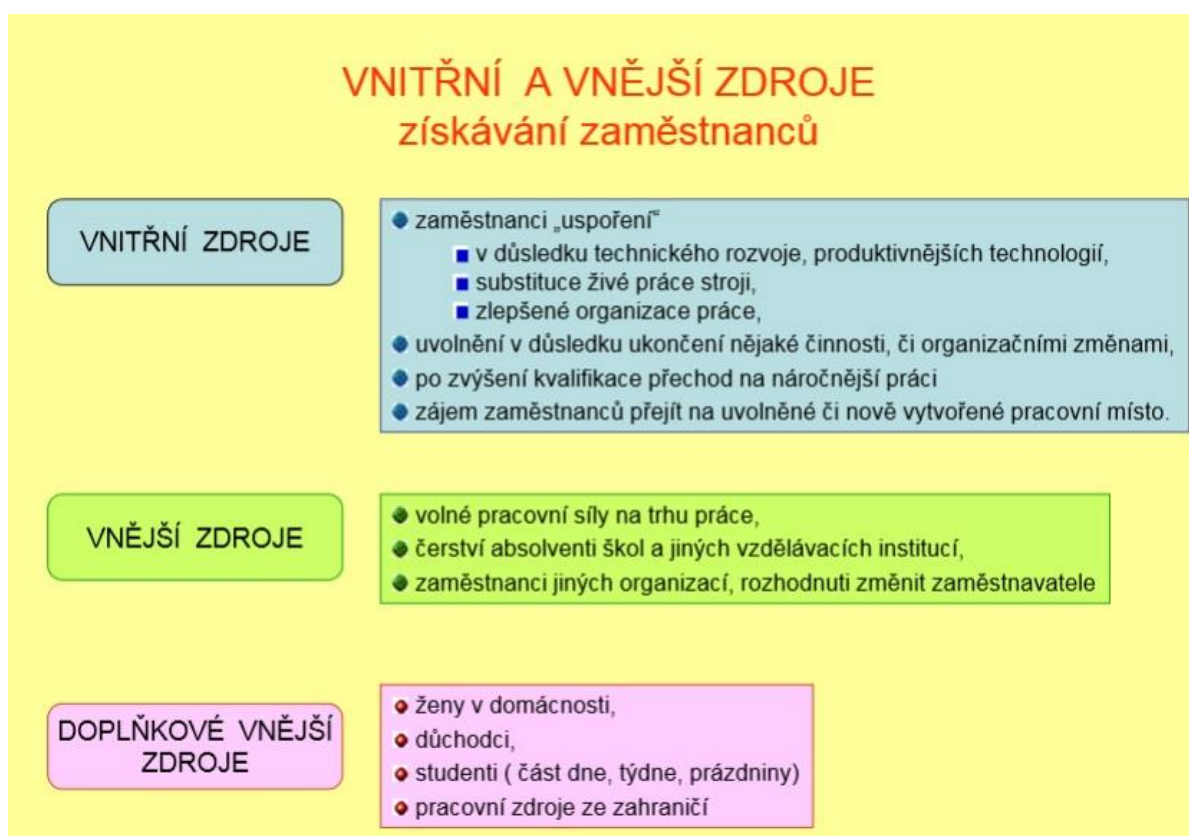 VNITŘNÍ A VNĚJŠÍ ZDROJE
získávání zaměstnanců
VNITŘNÍ ZDROJE
zaměstnanci „uspoření“
v důsledku technického rozvoje, produktivnějších technologií,
substituce živé práce stroji,
zlepšené organizace práce,
uvolnění v důsledku ukončení nějaké činnosti, či organizačními změnami,
po zvýšení kvalifikace přechod na náročnější práci
zájem zaměstnanců přejít na uvolněné či nově vytvořené pracovní místo.
VNĚJŠÍ ZDROJE
volné pracovní síly na trhu práce,
čerství absolventi škol a jiných vzdělávacích institucí,
zaměstnanci jiných organizací, rozhodnuti změnit zaměstnavatele
DOPLŇKOVÉ VNĚJŠÍ
ZDROJE
ženy v domácnosti,
důchodci,
studenti ( část dne, týdne, prázdniny)
pracovní zdroje ze zahraničí